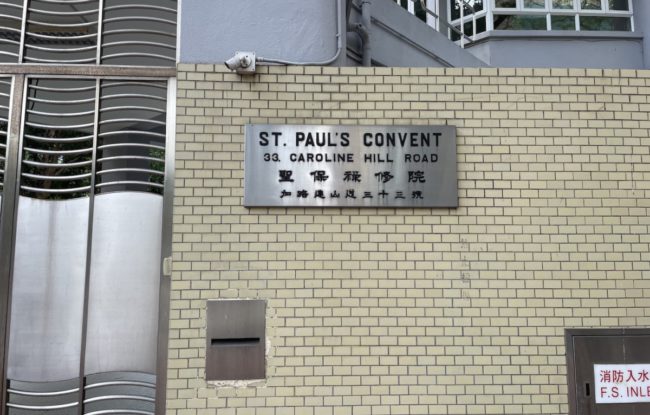 ST. PAUL'S CONVENT
33. CAROLINE HILL ROAD
聖保祿修院
加路連山道三十三號
消防入水
F.S. INLE